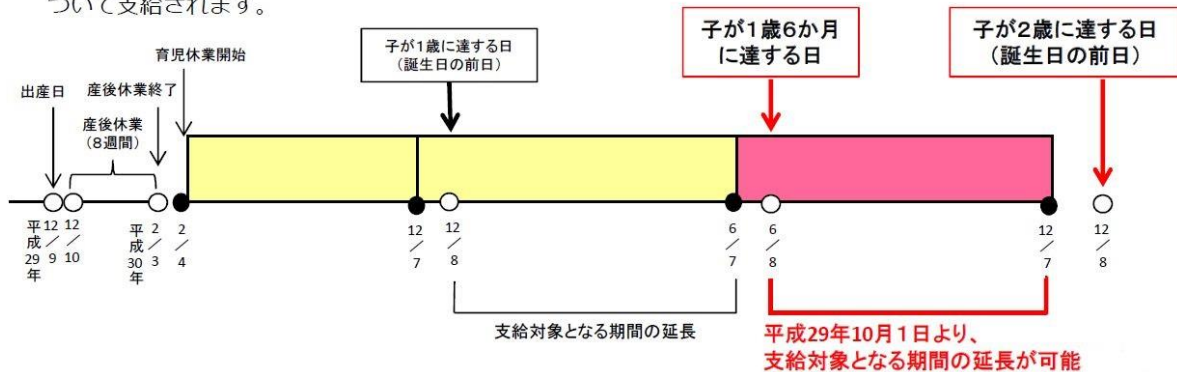 ついて支給されます。
子が1歳6か月
に達する日
子が2歳に達する日
(誕生日の前日)
子が1歳に達する日
(誕生日の前日)
育児休業開始
出産日
産後休業終了
産後休業
(8週間)
平成29年
12/9
12/10
平成30年
2/3
2/4
12/7
12/8
6/7
6/8
12/7
12/8
支給対象となる期間の延長
平成29年10月1日より、
支給対象となる期間の延長が可能